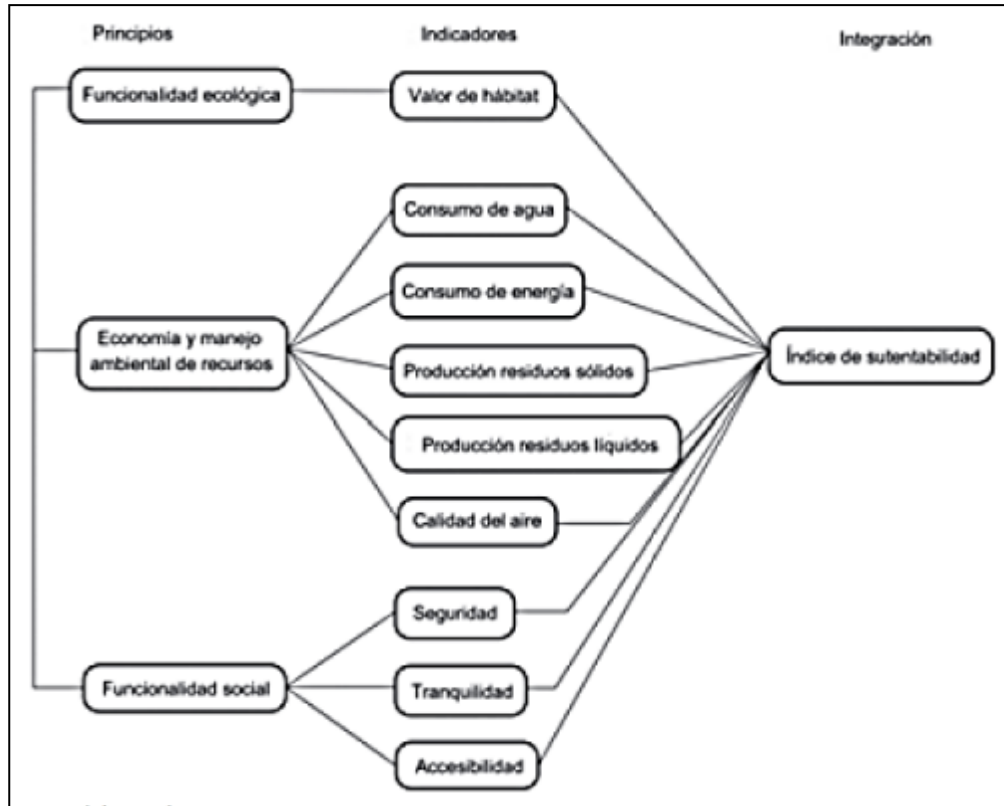 Principios
Indicadores
Integración
Funcionalidad ecológica
Valor de hábitat
Consumo de agua
Consumo de energía
Economía y manejo
ambiental de recursos
Producción residuos sólidos
Índice de sutentabilidad
Producción residuos líquidos
Calidad del aire
Seguridad
Funcionalidad social
Tranquilidad
Accesibilidad